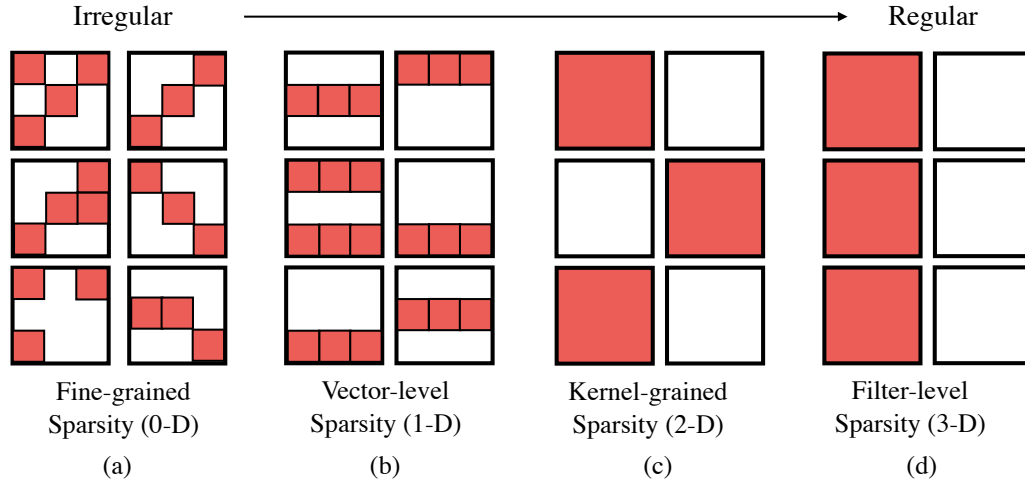 Irregular
Regular
Fine-grained
Sparsity (0-D)
(a)
Vector-level
Sparsity (1-D)
(b)
Kernel-grained
Sparsity (2-D)
(c)
Filter-level
Sparsity (3-D)
(d)